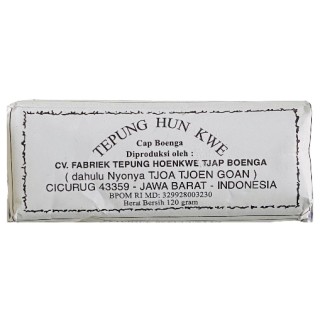 TEPUNG HUN KWE
Cap Boenga
Diproduksi oleh :
CV. FABRIEK TEPUNG HOENKWE TJAP BOENGA
( dahulu Nyonya TJOA TJOEN GOAN )
CICURUG 43359 - JAWA BARAT - INDONESIA
BPOM RI MD: 329928003230
Berat Bersih 120 gram